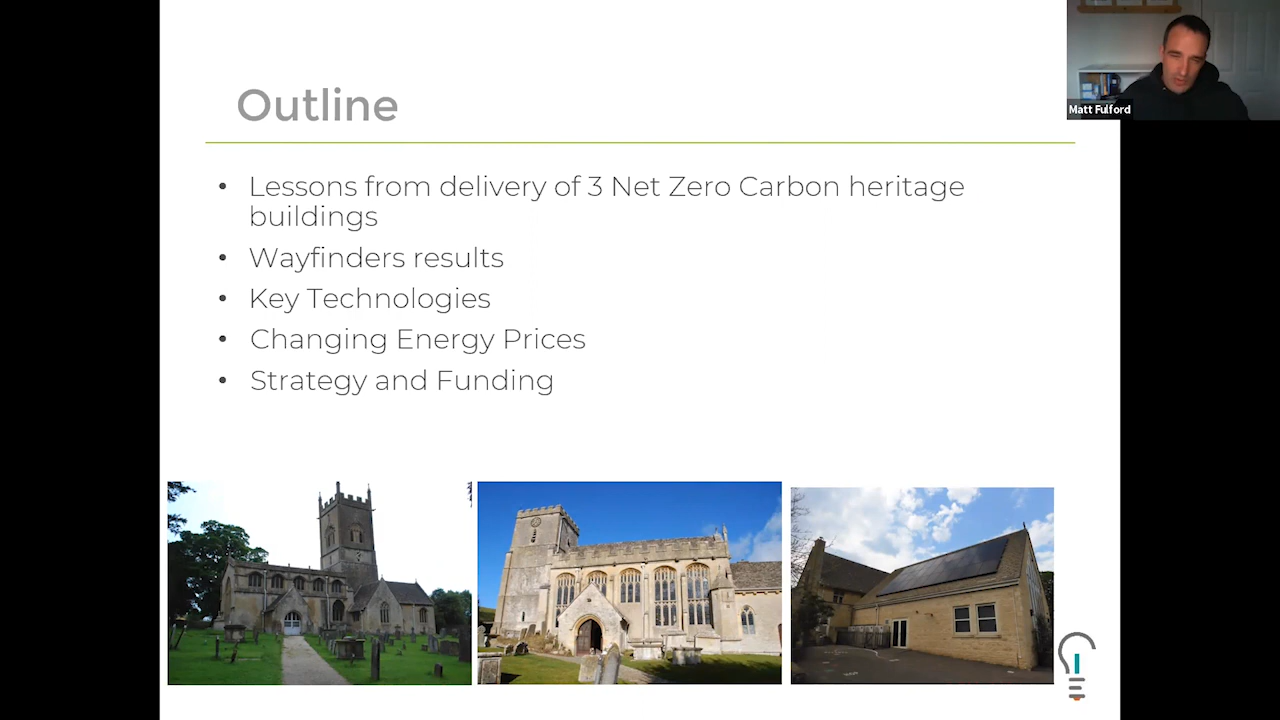 Outline
• Lessons from delivery of 3 Net Zero Carbon heritage
buildings
• Wayfinders results
• Key Technologies
• Changing Energy Prices
• Strategy and Funding
Matt Fulford